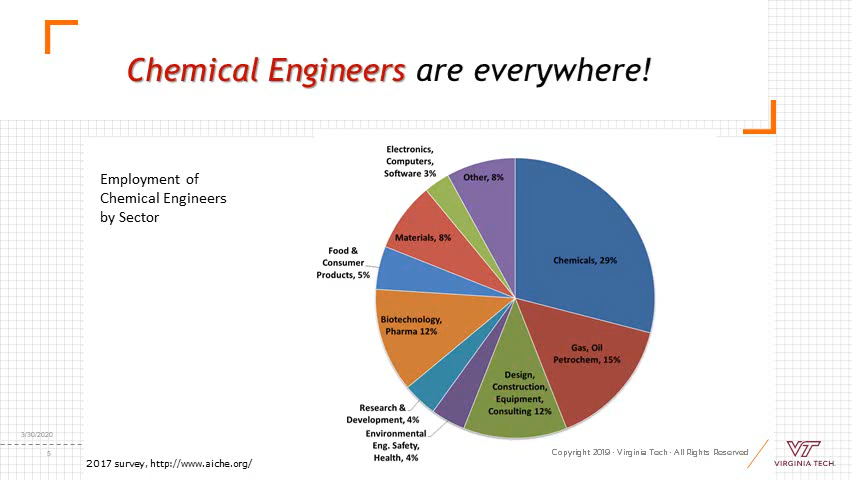 Chemical Engineers are everywhere!
Employment of
Chemical Engineers
by Sector
Electronics,
Computers,
Software 3%
Other, 8%
Materials, 8%
Chemicals, 29%
Food &
Consumer
Products, 5%
Biotechnology,
Pharma 12%
Gas, Oil
Petrochem, 15%
Design,
Construction,
Equipment,
Consulting 12%
Research &
Development, 4%
Environmental
Eng. Safety,
Health, 4%
3/30/2020
5
2017 survey, http://www.aiche.org/
Copyright 2019 · Virginia Tech · All Rights Reserved
VT
VIRGINIA TECH.